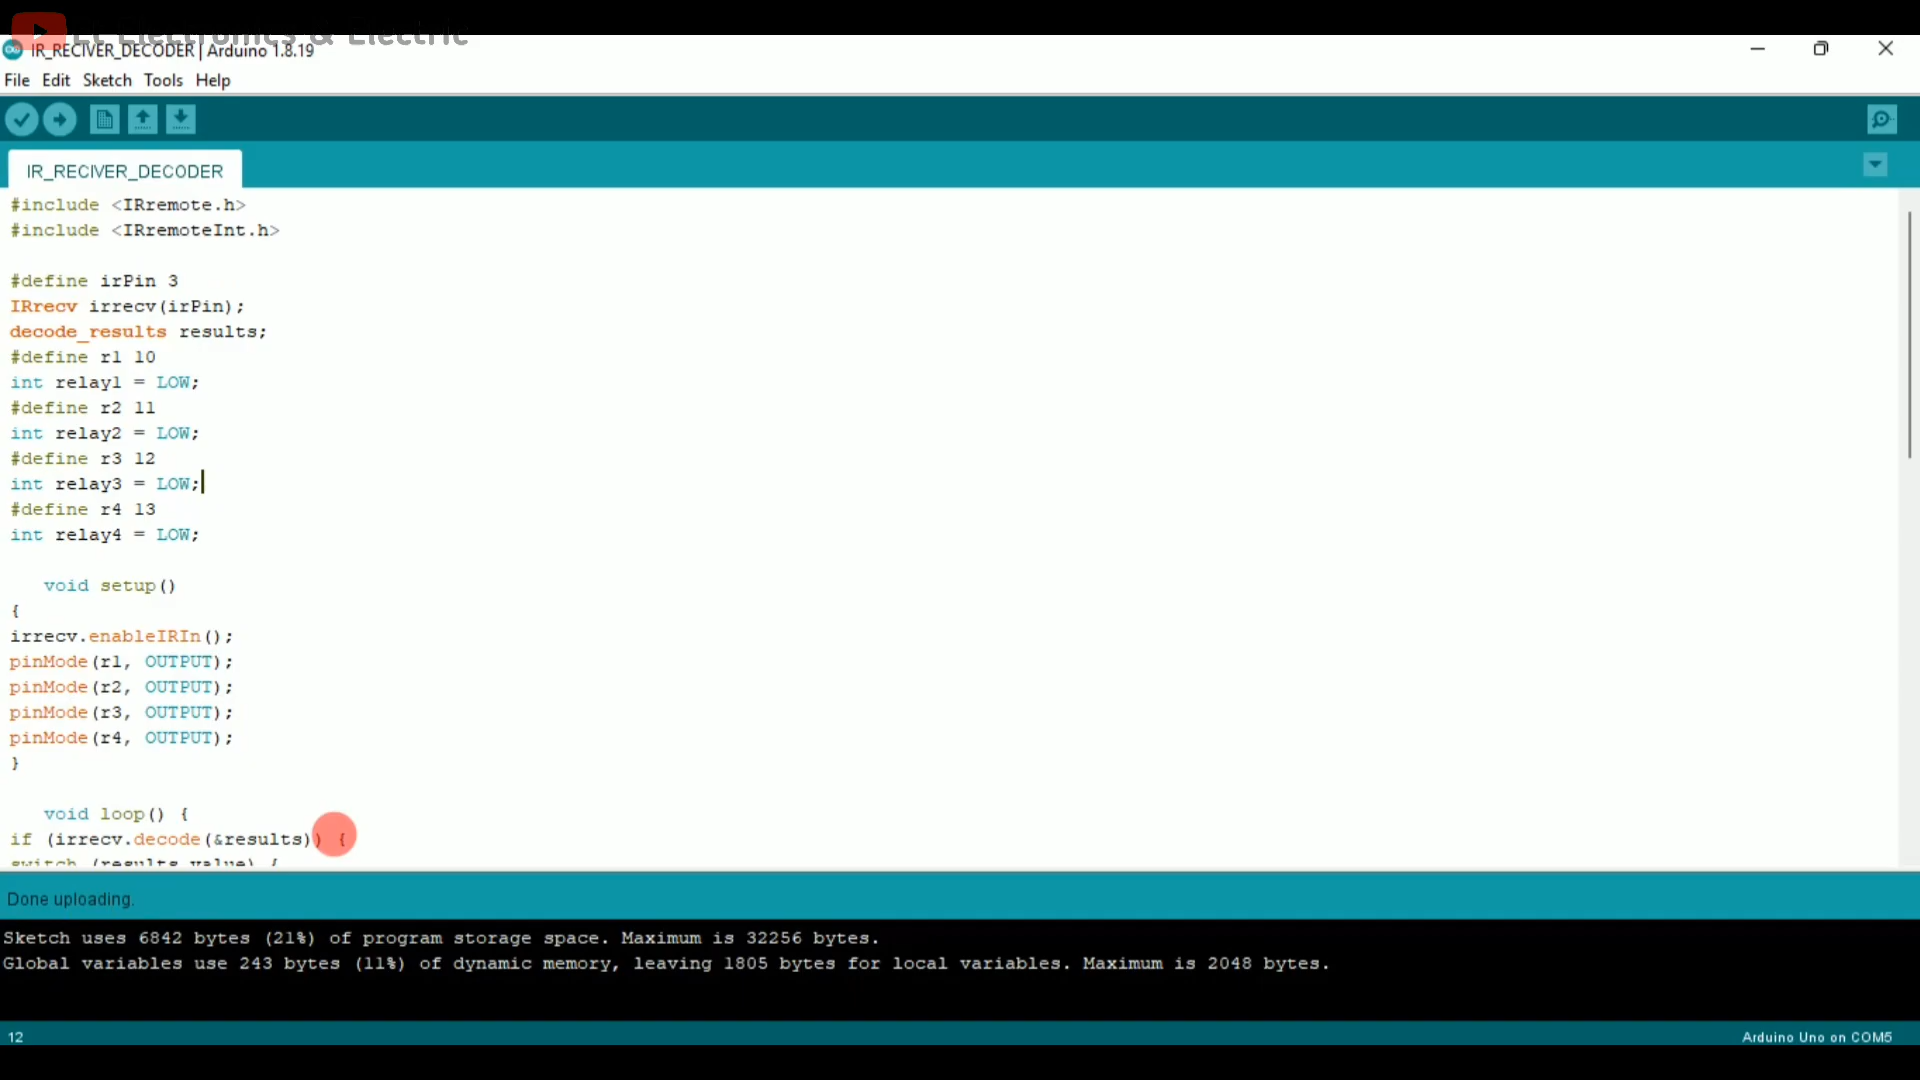 Electronics & Electric
IR_RECIVER_DECODER | Arduino 1.8.19
File Edit Sketch Tools Help
IR_RECIVER_DECODER
#include <IRremote.h>
#include <IRremoteInt.h>
#define irPin 3
IRrecv irrecv(irPin);
decode_results results;
#define r1 10
int relay1 = LOW;
#define r2 11
int relay2 = LOW;
#define r3 12
int relay3 = LOW;
#define r4 13
int relay4 = LOW;
void setup()
{
irrecv.enableIRIn();
pinMode(r1, OUTPUT);
pinMode(r2, OUTPUT);
pinMode(r3, OUTPUT);
pinMode(r4, OUTPUT);
}
void loop() {
if (irrecv.decode(&results)) {
switch (results.value) {
Done uploading.
Sketch uses 6842 bytes (21%) of program storage space. Maximum is 32256 bytes.
Global variables use 243 bytes (11%) of dynamic memory, leaving 1805 bytes for local variables. Maximum is 2048 bytes.
12
Arduino Uno on COM5